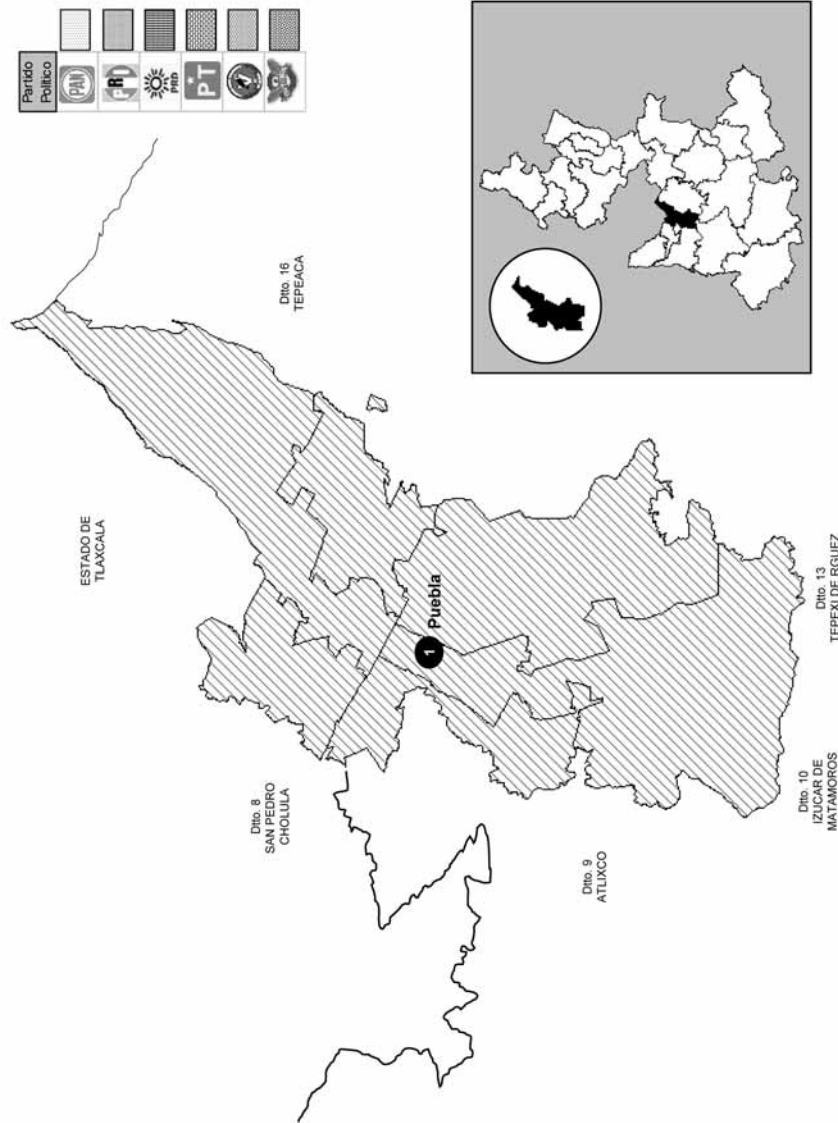 Partido
Político
PAN
PRD
PT
ESTADO DE
TLAXCALA
Dtto. 16
TEPEACA
1 Puebla
Dtto. 8
SAN PEDRO
CHOLULA
Dtto. 9
ATLIXCO
Dtto. 10
IZUCAR DE
MATAMOROS
Dtto. 13
TEPEXI DE RGUEZ